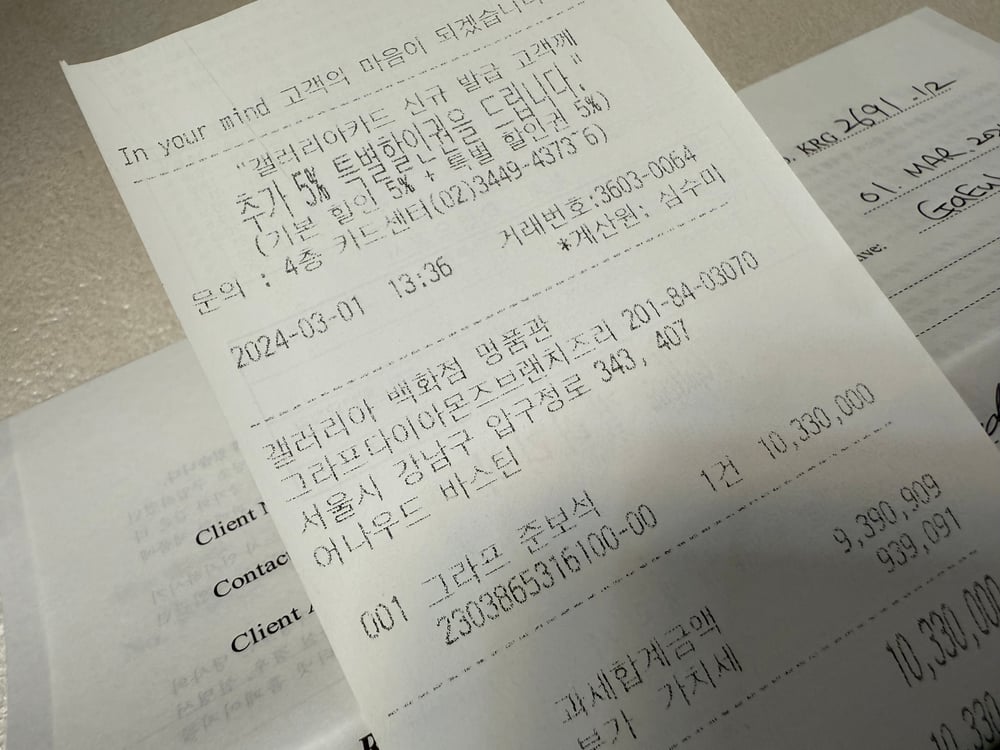 In your mind 고객의 마음이 되겠습니다
"갤러리아카드 신규 발급 고객께
추가 5% 특별할인권을 드립니다."
(기본 할인 5% + 특별 할인권 5%)
문의 : 4층 카드센터(02)3449-4373~6)
2024-03-01 13:36 거래번호:3603-0064
*계산원: 심수미
갤러리아 백화점 명품관
그라프다이아몬즈브랜치즈리 201-84-03070
서울시 강남구 압구정로 343, 407
어나우드 바스틴
001 그라프 준보석 1건 10,330,000
2303865316100-00
과세합계금액 9,390,909
부가 가치세 939,091
10,330,000
KRG 2691.12
01. MAR. 202
Client
Contac
Client